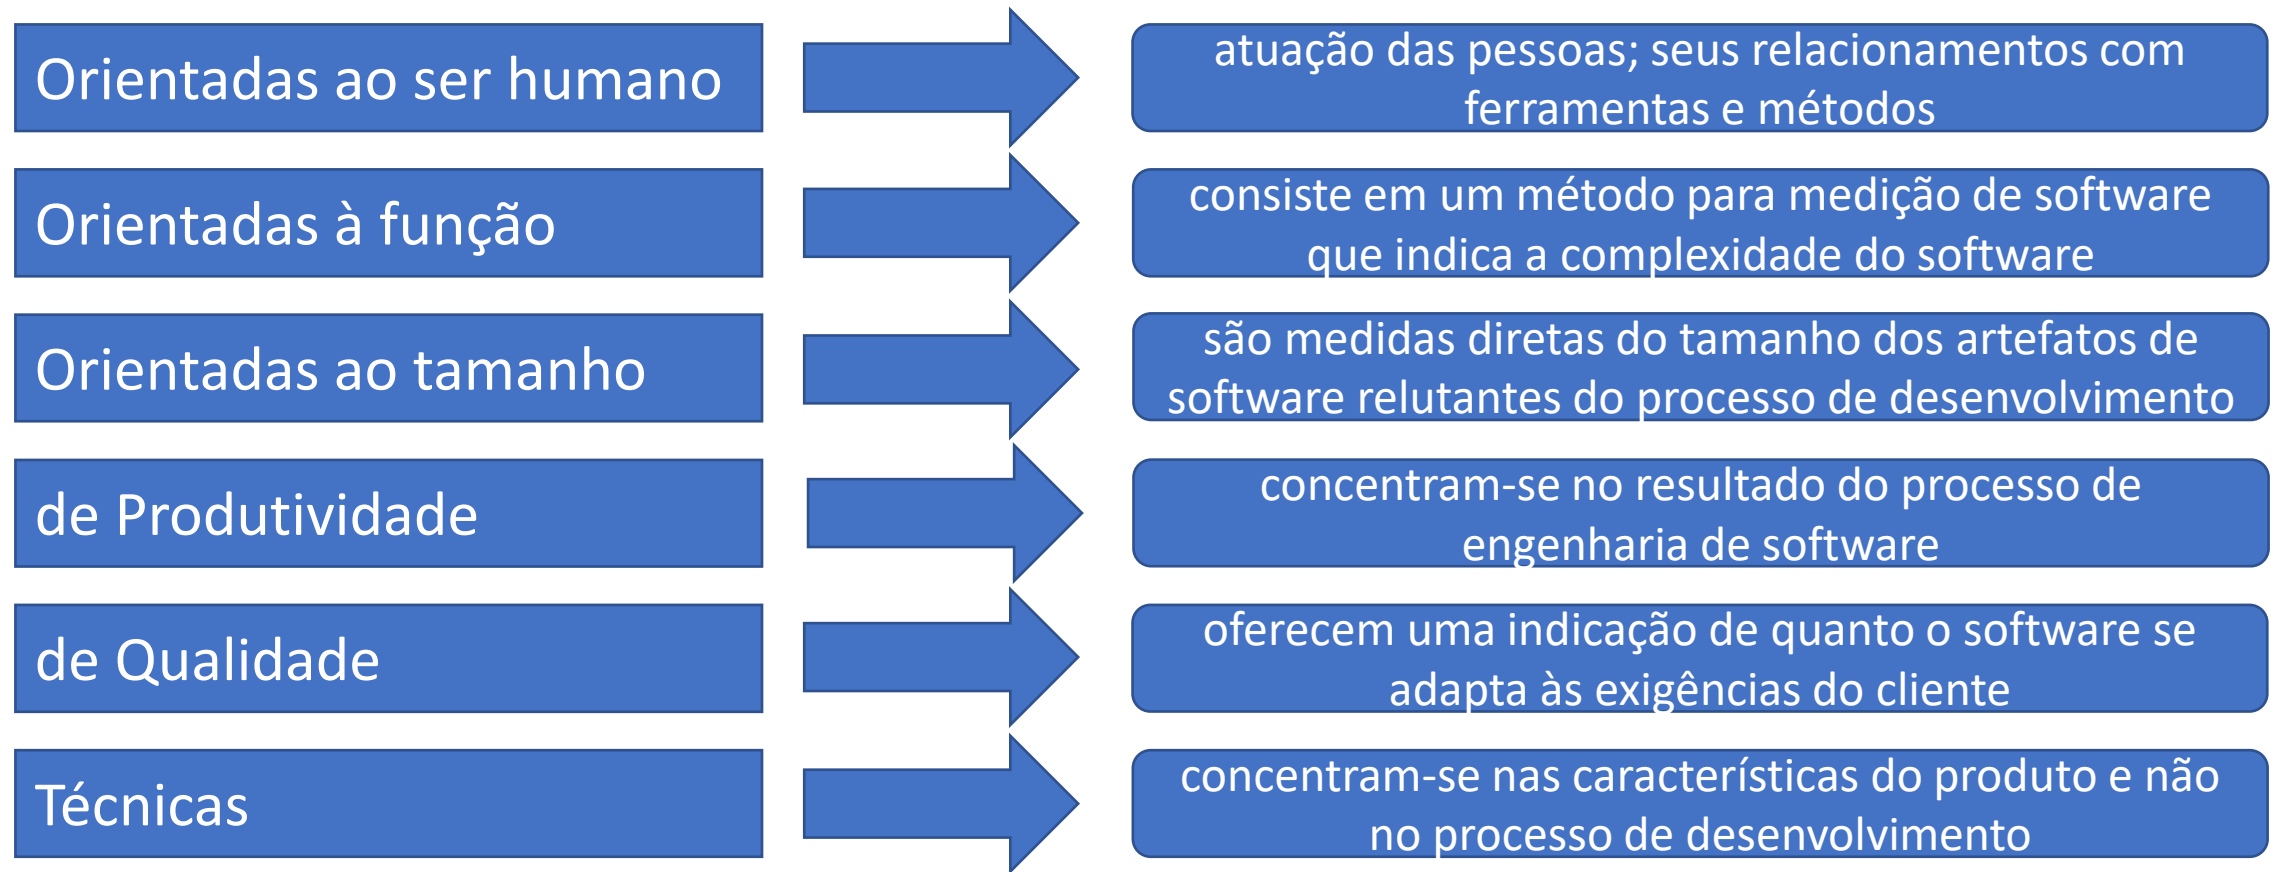 Orientadas ao ser humano
atuação das pessoas; seus relacionamentos com
ferramentas e métodos
Orientadas à função
consiste em um método para medição de software
que indica a complexidade do software
Orientadas ao tamanho
são medidas diretas do tamanho dos artefatos de
software relutantes do processo de desenvolvimento
de Produtividade
concentram-se no resultado do processo de
engenharia de software
de Qualidade
oferecem uma indicação de quanto o software se
adapta às exigências do cliente
Técnicas
concentram-se nas características do produto e não
no processo de desenvolvimento